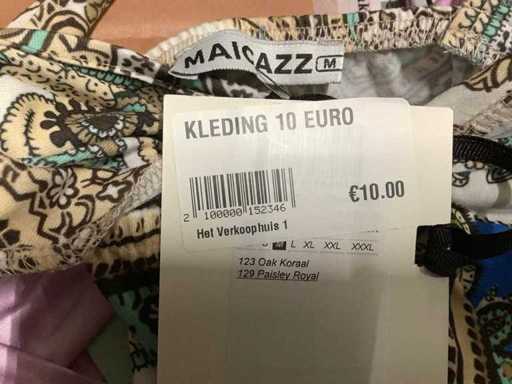 MAICAZZ M
KLEDING 10 EURO
€10.00
2 100000 152346
Het Verkoophuis 1
M L XL XXL XXXL
123 Oak Koraal
129 Paisley Royal